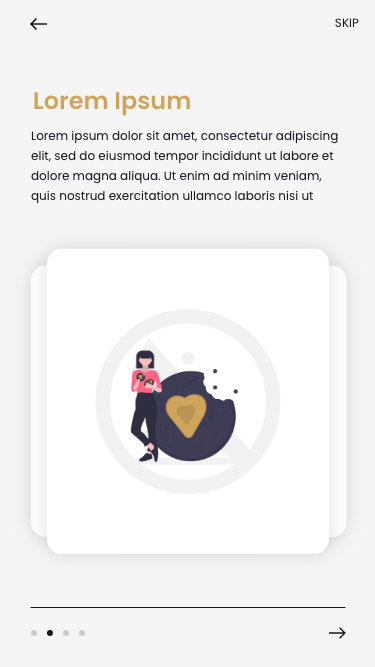 SKIP
Lorem Ipsum
Lorem ipsum dolor sit amet, consectetur adipiscing
elit, sed do eiusmod tempor incididunt ut labore et
dolore magna aliqua. Ut enim ad minim veniam,
quis nostrud exercitation ullamco laboris nisi ut